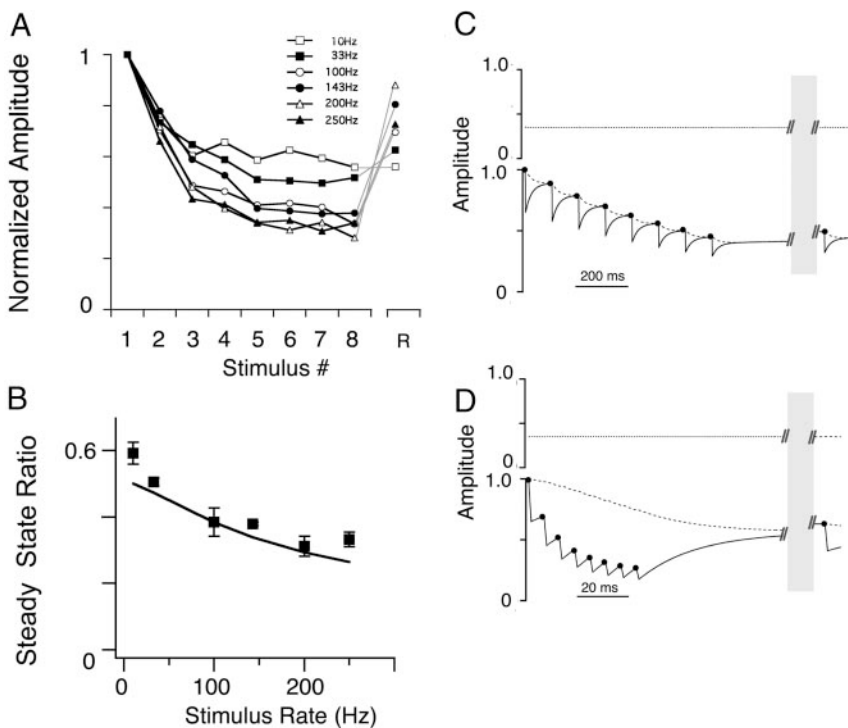 A
Normalized Amplitude
1
0
10Hz
33Hz
100Hz
143Hz
200Hz
250Hz
1 2 3 4 5 6 7 8 R
Stimulus #
B
Steady State Ratio
0.6
0
0 100 200
Stimulus Rate (Hz)
C
Amplitude
1.0
0
1.0
0
200 ms
D
Amplitude
1.0
0
1.0
0
20 ms